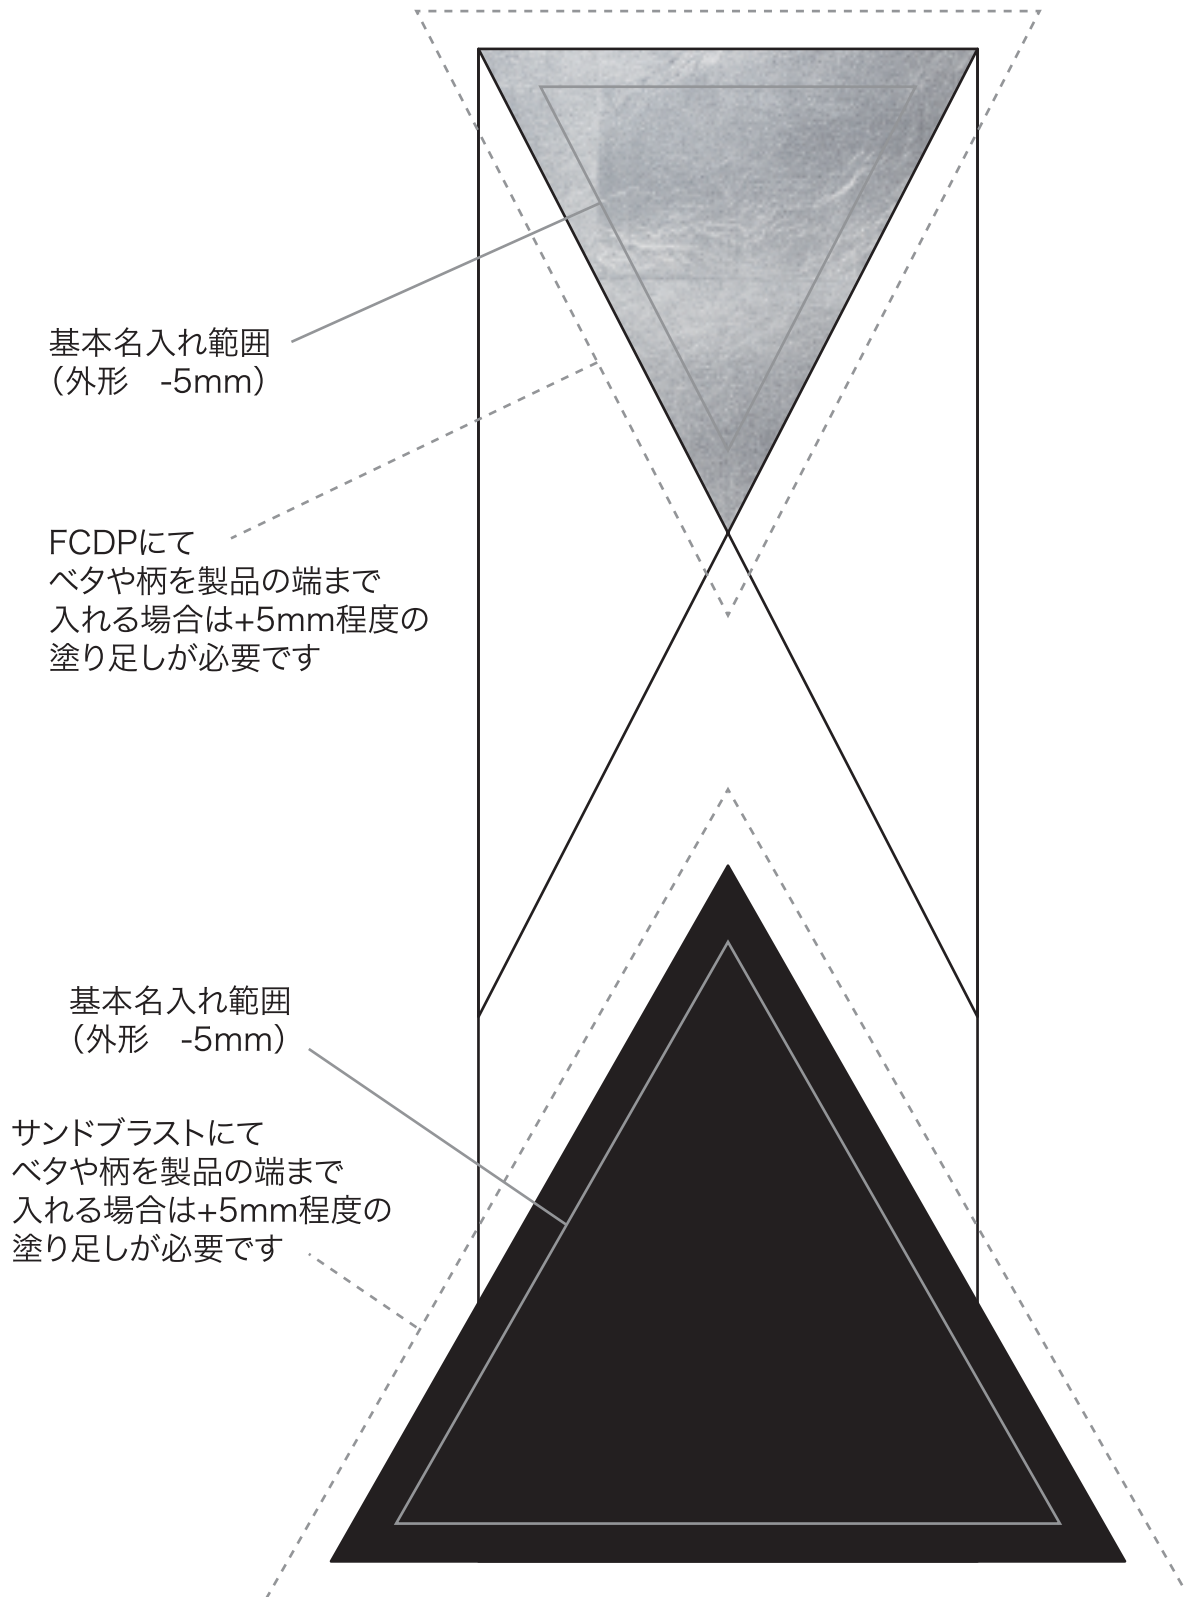 基本名入れ範囲
（外形　-5mm）
FCDPにて
ベタや柄を製品の端まで
入れる場合は+5mm程度の
塗り足しが必要です
基本名入れ範囲
（外形　-5mm）
サンドブラストにて
ベタや柄を製品の端まで
入れる場合は+5mm程度の
塗り足しが必要です